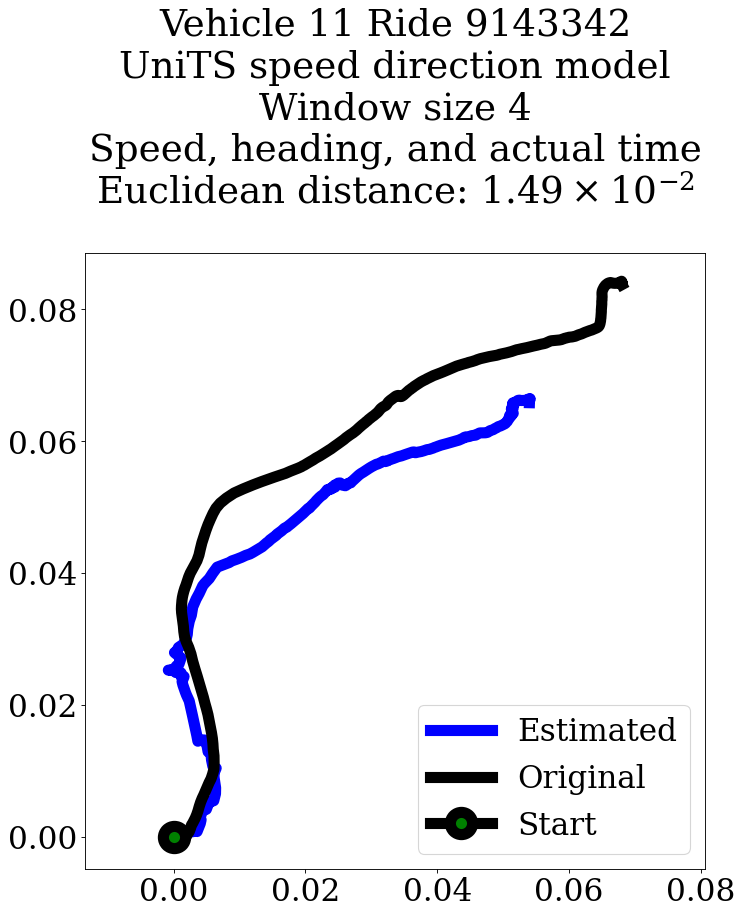 Vehicle 11 Ride 9143342
UniTS speed direction model
Window size 4
Speed, heading, and actual time
Euclidean distance: 1.49 × 10⁻²
0.08
0.06
0.04
0.02
0.00
Estimated
Original
Start
0.00 0.02 0.04 0.06 0.08